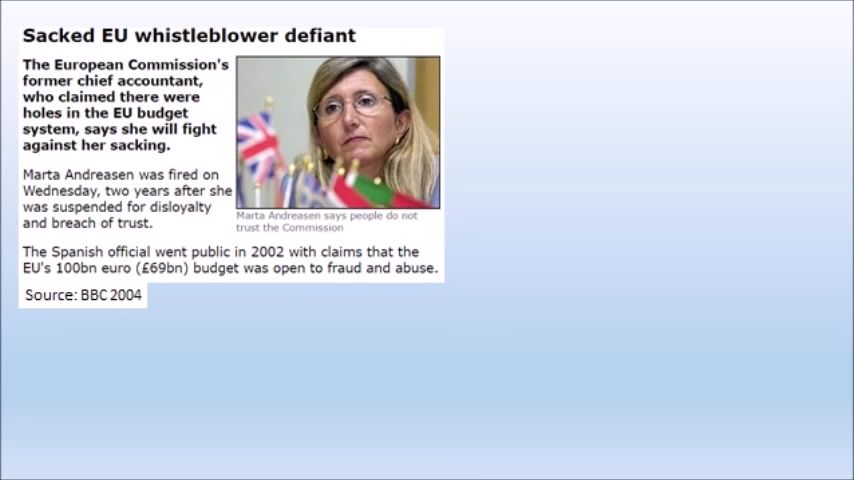 Sacked EU whistleblower defiant
The European Commission's
former chief accountant,
who claimed there were
holes in the EU budget
system, says she will fight
against her sacking.
Marta Andreasen was fired on
Wednesday, two years after she
was suspended for disloyalty
and breach of trust.
Marta Andreasen says people do not
trust the Commission
The Spanish official went public in 2002 with claims that the
EU's 100bn euro (£69bn) budget was open to fraud and abuse.
Source: BBC 2004